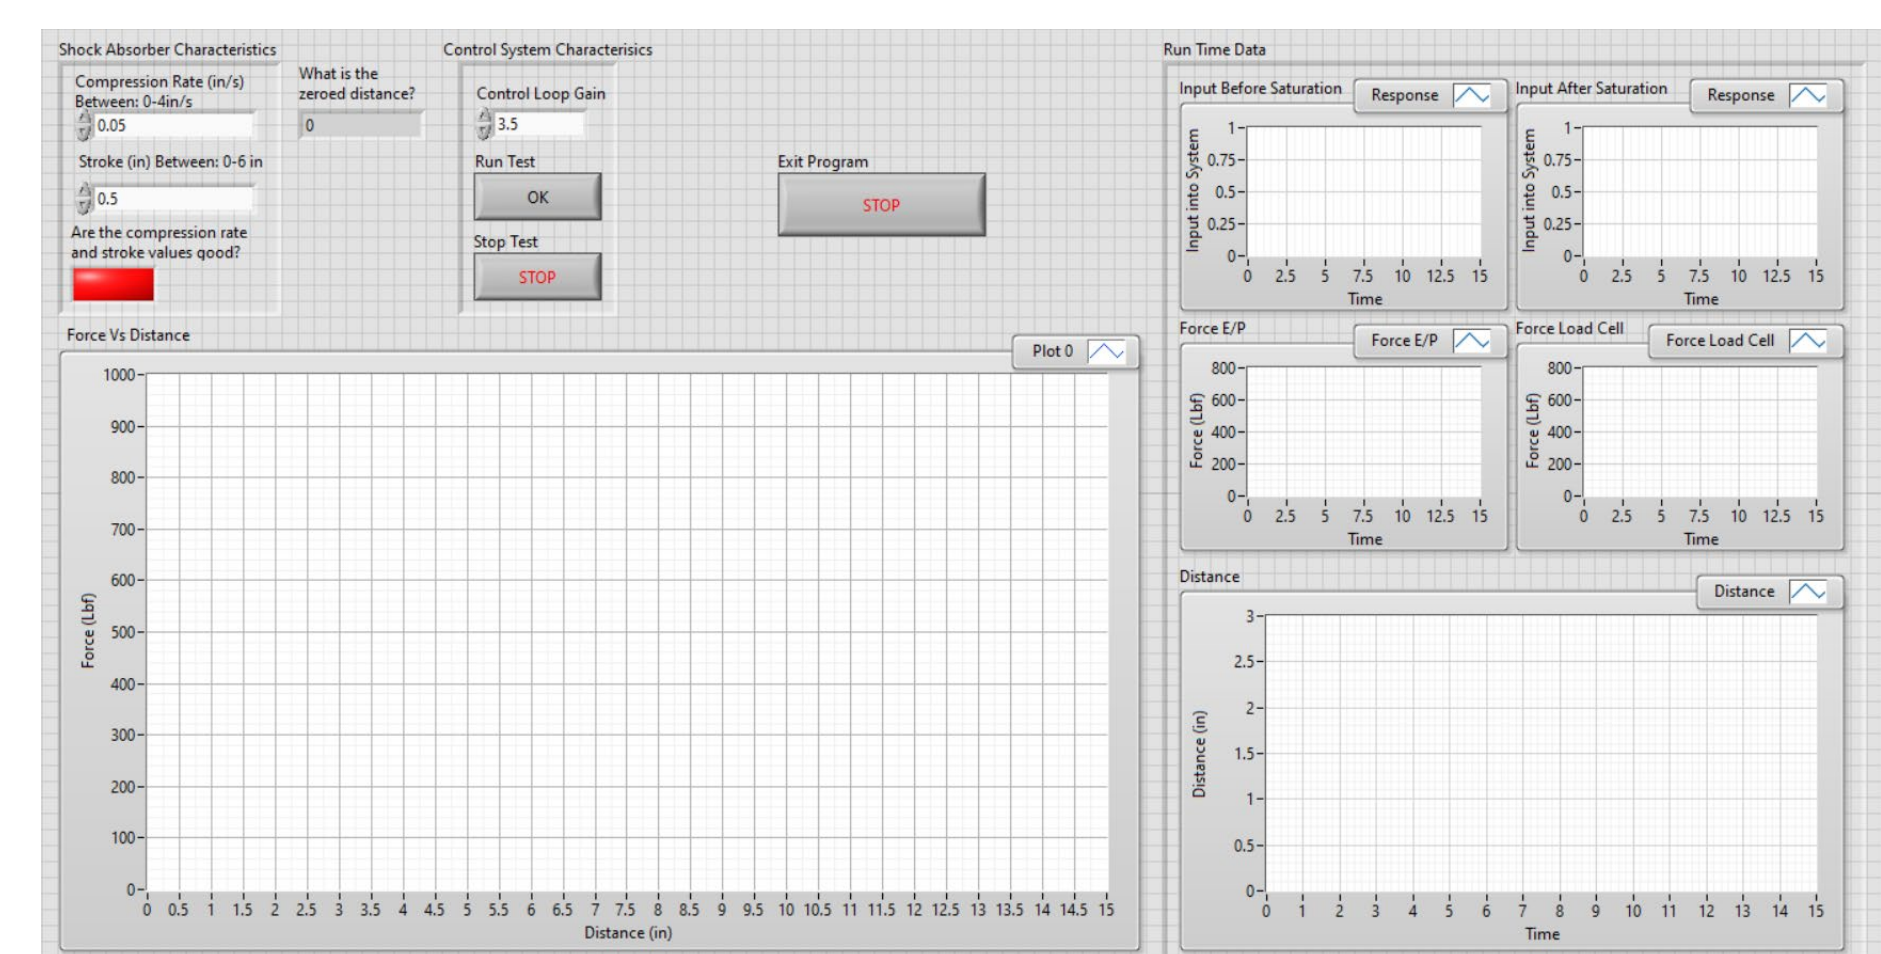 Shock Absorber Characteristics
Compression Rate (in/s)
Between: 0-4in/s
0.05
Stroke (in) Between: 0-6 in
0.5
Are the compression rate
and stroke values good?
What is the
zeroed distance?
0
Control System Characterisics
Control Loop Gain
3.5
Run Test
OK
Stop Test
STOP
Exit Program
STOP
Force Vs Distance
Plot 0
Force (Lbf)
1000
900
800
700
600
500
400
300
200
100
0
0 0.5 1 1.5 2 2.5 3 3.5 4 4.5 5 5.5 6 6.5 7 7.5 8 8.5 9 9.5 10 10.5 11 11.5 12 12.5 13 13.5 14 14.5 15
Distance (in)
Run Time Data
Input Before Saturation
Response
Input into System
1
0.75
0.5
0.25
0
0 2.5 5 7.5 10 12.5 15
Time
Input After Saturation
Response
Input into System
1
0.75
0.5
0.25
0
0 2.5 5 7.5 10 12.5 15
Time
Force E/P
Force E/P
Force (Lbf)
800
600
400
200
0
0 2.5 5 7.5 10 12.5 15
Time
Force Load Cell
Force Load Cell
Force (Lbf)
800
600
400
200
0
0 2.5 5 7.5 10 12.5 15
Time
Distance
Distance
Distance (in)
3
2.5
2
1.5
1
0.5
0
0 1 2 3 4 5 6 7 8 9 10 11 12 13 14 15
Time